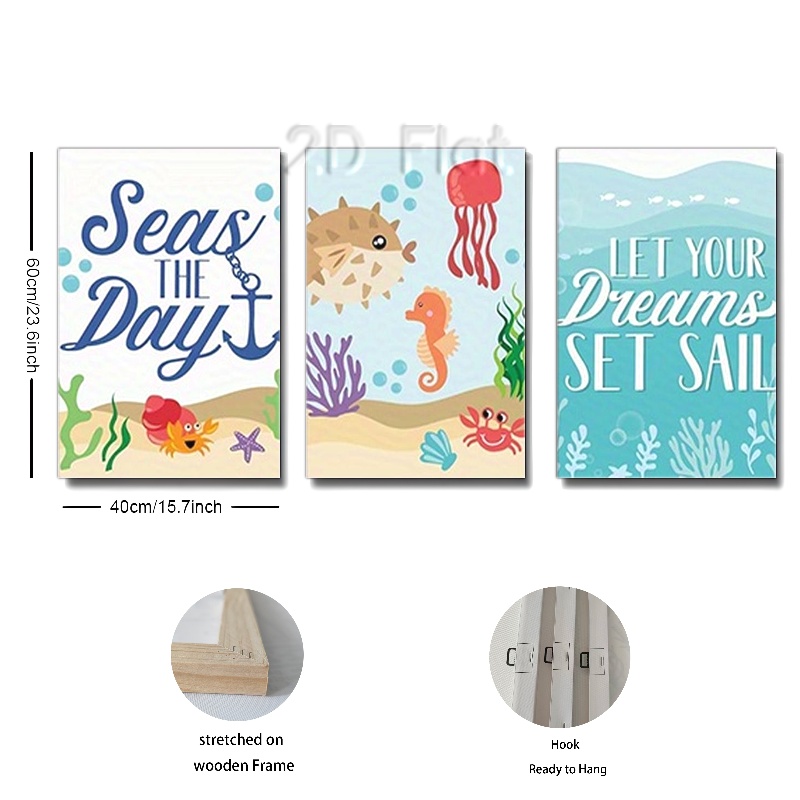 2D Flat
Seas
THE
Day
LET YOUR
Dreams
SET SAIL
60cm/23.6inch
40cm/15.7inch
stretched on
wooden Frame
Hook
Ready to Hang